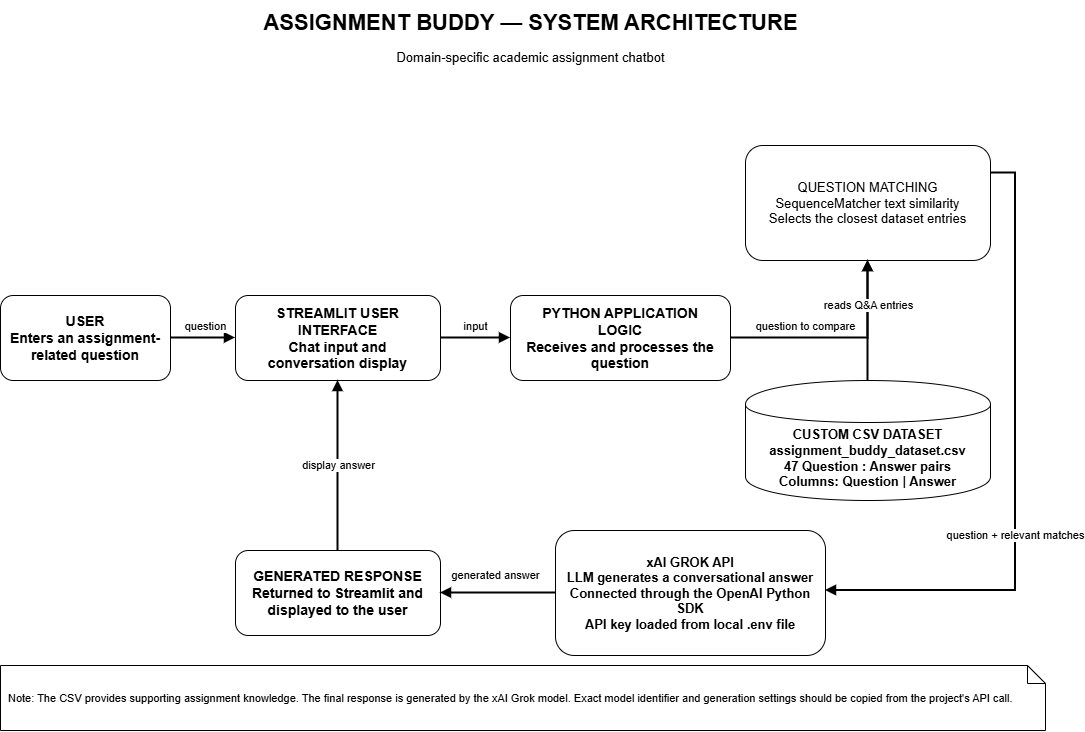 ASSIGNMENT BUDDY — SYSTEM ARCHITECTURE
Domain-specific academic assignment chatbot
QUESTION MATCHING
SequenceMatcher text similarity
Selects the closest dataset entries
reads Q&A entries
USER
Enters an assignment-
related question
question
STREAMLIT USER
INTERFACE
Chat input and
conversation display
input
PYTHON APPLICATION
LOGIC
Receives and processes the
question
question to compare
CUSTOM CSV DATASET
assignment_buddy_dataset.csv
47 Question : Answer pairs
Columns: Question | Answer
display answer
question + relevant matches
GENERATED RESPONSE
Returned to Streamlit and
displayed to the user
generated answer
xAI GROK API
LLM generates a conversational answer
Connected through the OpenAI Python
SDK
API key loaded from local .env file
Note: The CSV provides supporting assignment knowledge. The final response is generated by the xAI Grok model. Exact model identifier and generation settings should be copied from the project's API call.